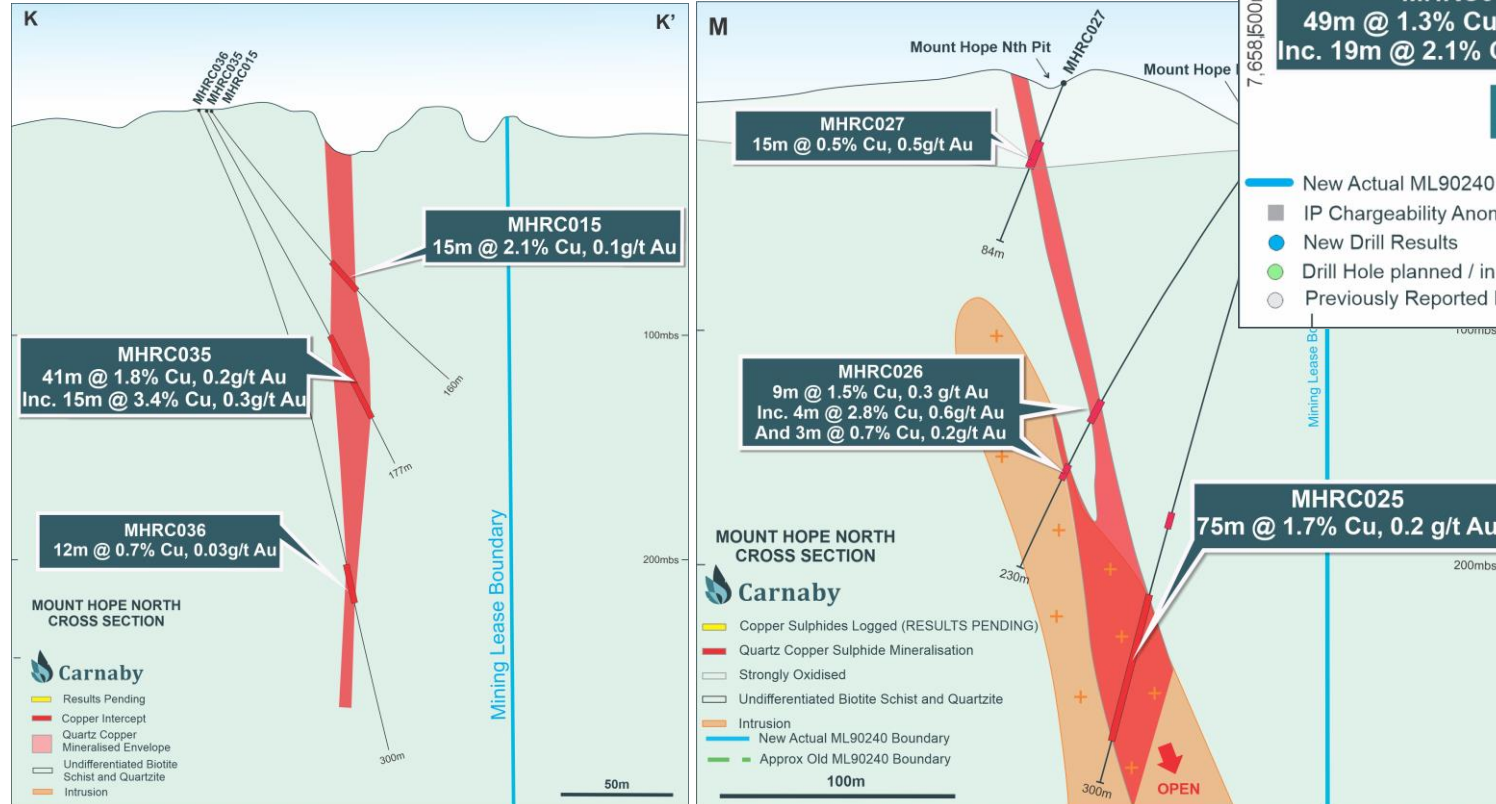 K
K'
MHRC036
MHRC035
MHRC015
MHRC015
15m @ 2.1% Cu, 0.1g/t Au
100mbs
MHRC035
41m @ 1.8% Cu, 0.2g/t Au
Inc. 15m @ 3.4% Cu, 0.3g/t Au
160m
177m
MHRC036
12m @ 0.7% Cu, 0.03g/t Au
200mbs
Mining Lease Boundary
300m
MOUNT HOPE NORTH
CROSS SECTION
Carnaby
Results Pending
Copper Intercept
Quartz Copper
Mineralised Envelope
Undifferentiated Biotite
Schist and Quartzite
Intrusion
50m
M
Mount Hope Nth Pit
MHRC027
Mount Hope
MHRC027
15m @ 0.5% Cu, 0.5g/t Au
84m
MHRC026
9m @ 1.5% Cu, 0.3 g/t Au
Inc. 4m @ 2.8% Cu, 0.6g/t Au
And 3m @ 0.7% Cu, 0.2g/t Au
MHRC025
75m @ 1.7% Cu, 0.2 g/t Au
230m
100mbs
Mining Lease
200mbs
MOUNT HOPE NORTH
CROSS SECTION
Carnaby
Copper Sulphides Logged (RESULTS PENDING)
Quartz Copper Sulphide Mineralisation
Strongly Oxidised
Undifferentiated Biotite Schist and Quartzite
Intrusion
New Actual ML90240 Boundary
Approx Old ML90240 Boundary
100m
300m
OPEN
7,658,500m
49m @ 1.3% Cu
Inc. 19m @ 2.1%
New Actual ML90240
IP Chargeability
New Drill Results
Drill Hole planned / in
Previously Reported